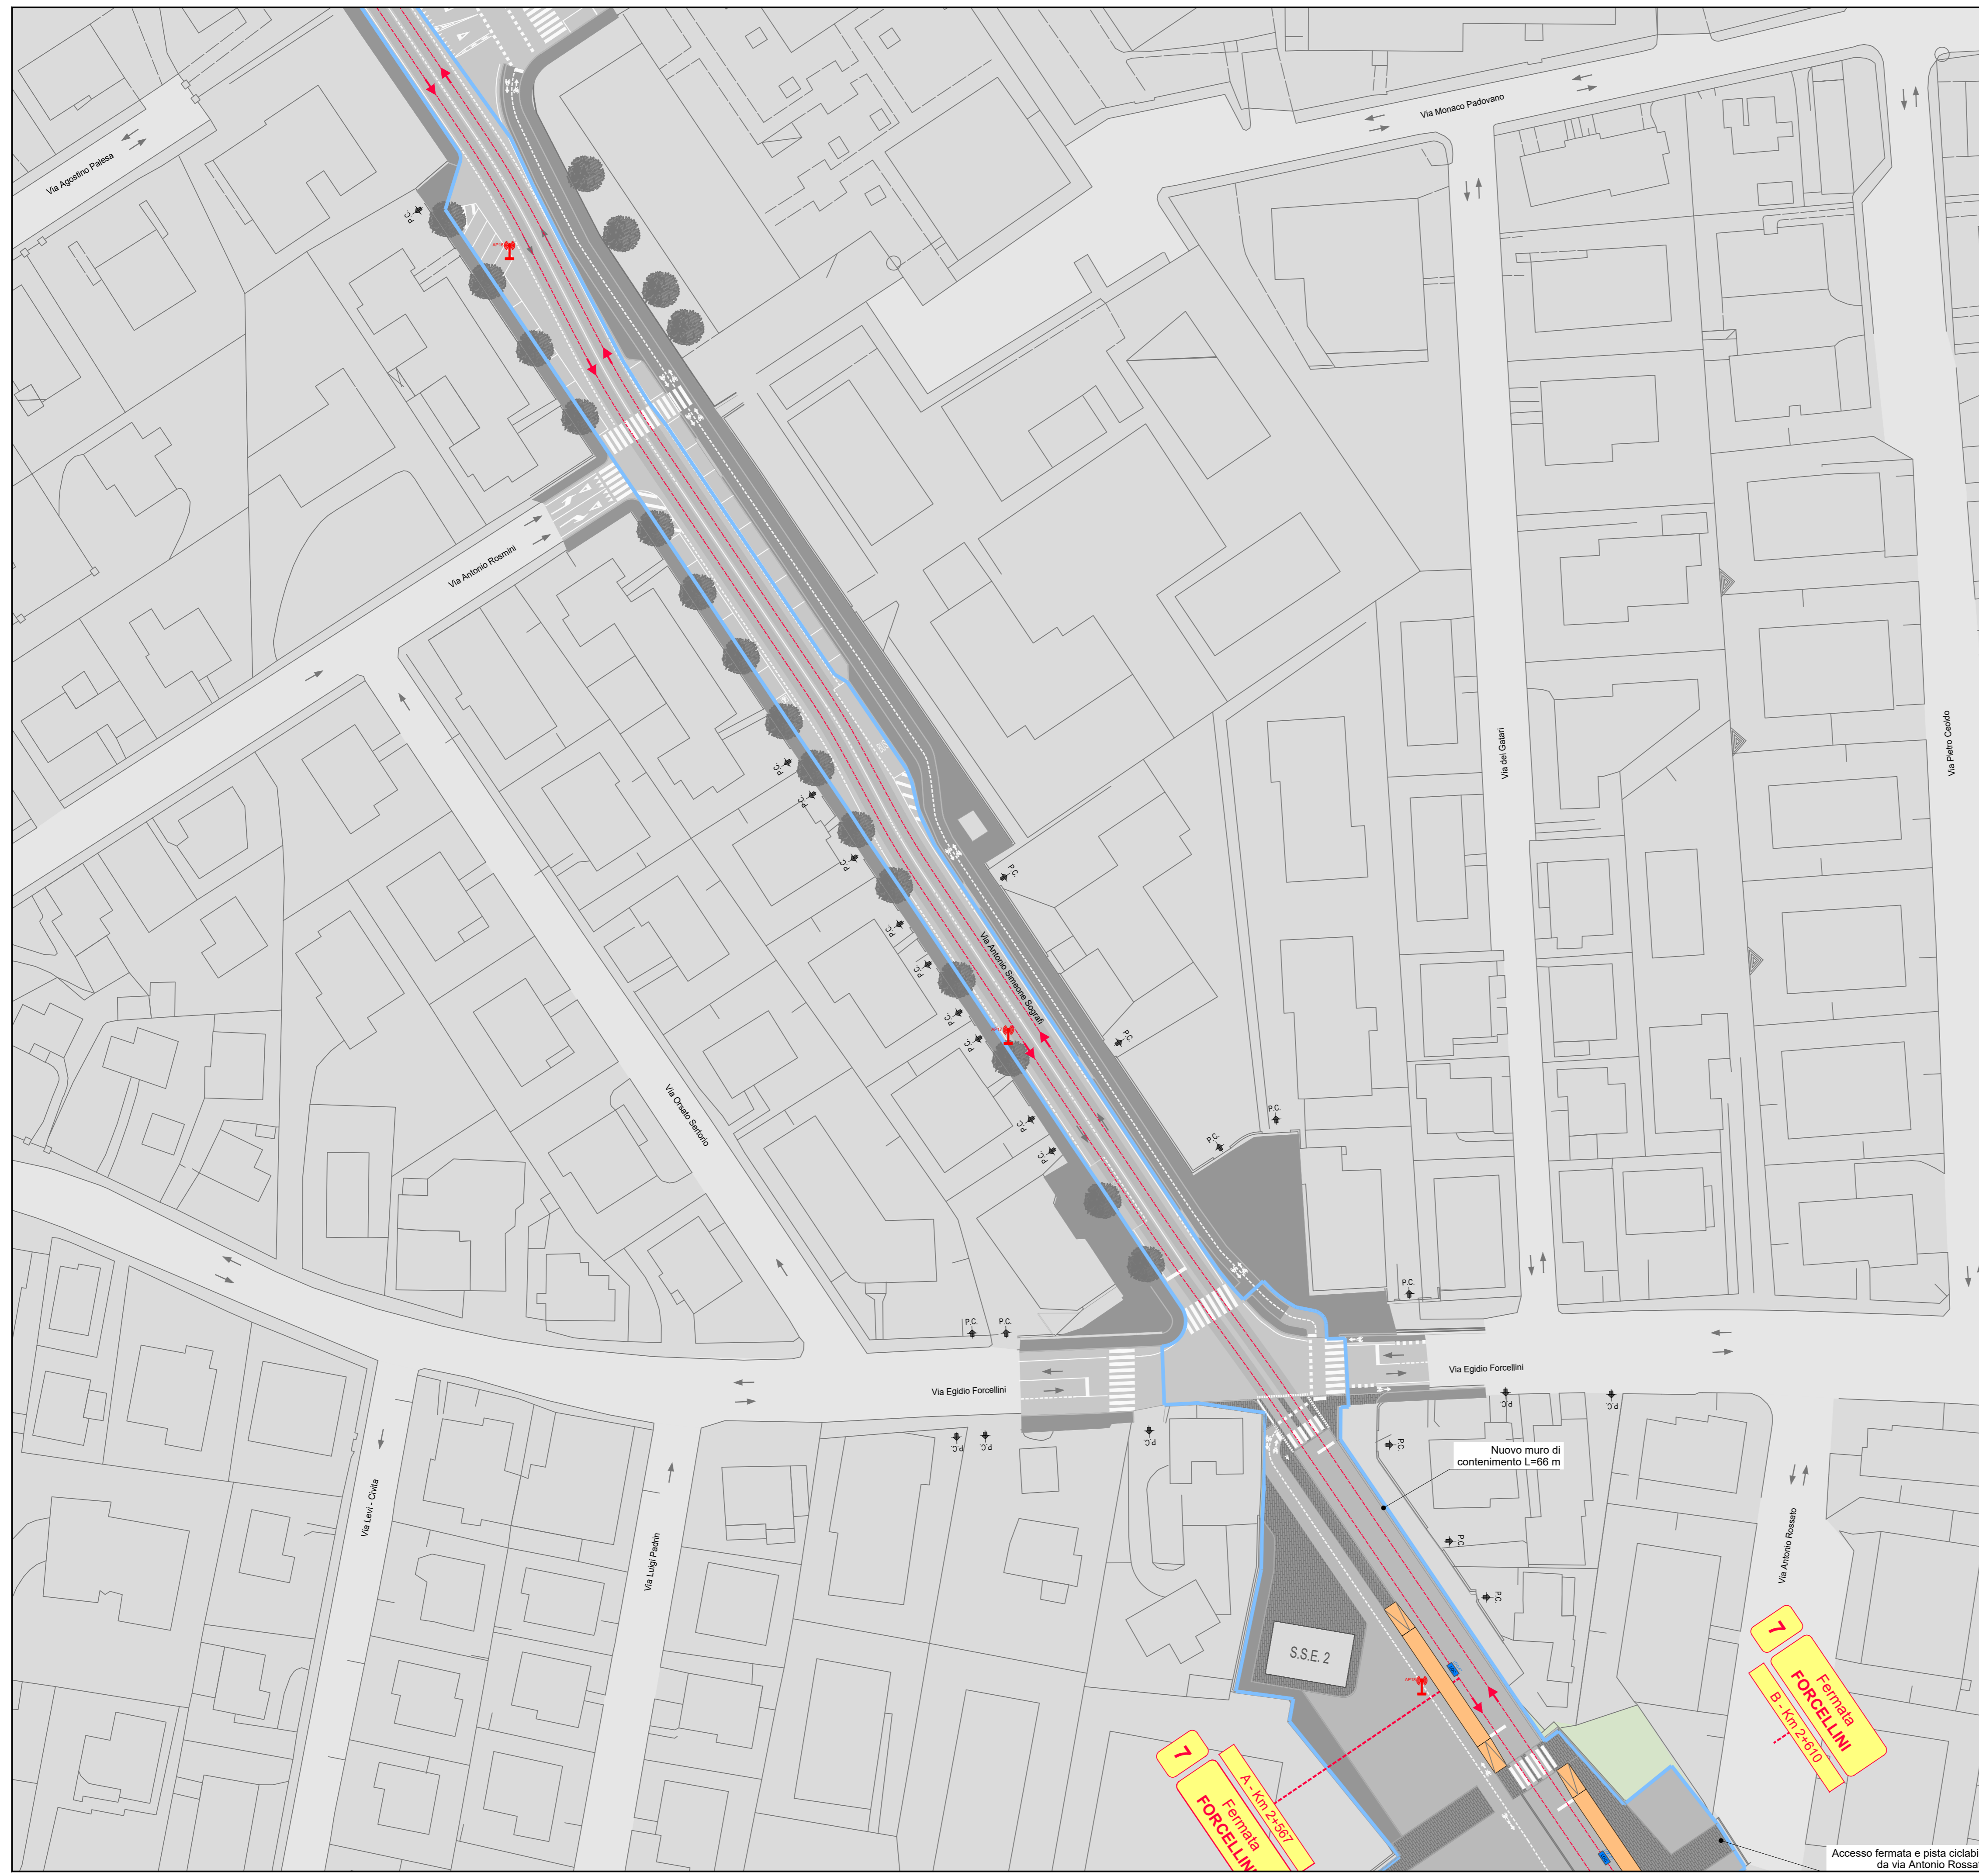 Via Monaco Padovano
Via Agostino Palesa
P.C.
Via Antonio Rosmini
Via dei Gatari
Via Pietro Ceoldo
P.C.
P.C.
P.C.
P.C.
P.C.
P.C.
Via Antonio Simeone Sografi
P.C.
P.C.
P.C.
Via Orsato Sertorio
P.C.
P.C.
P.C.
P.C.
P.C.
P.C.
P.C.
Via Egidio Forcellini
Via Egidio Forcellini
P.C.
P.C.
P.C.
P.C.
P.C.
P.C.
Nuovo muro di
contenimento L=66 m
Via Levi - Civita
Via Luigi Padrin
Via Antonio Rossato
P.C.
P.C.
S.S.E. 2
7
Fermata
FORCELLINI
B - Km 2+610
7
A - Km 2+567
Fermata
FORCELLINI
Accesso fermata e pista ciclab
da via Antonio Rossa